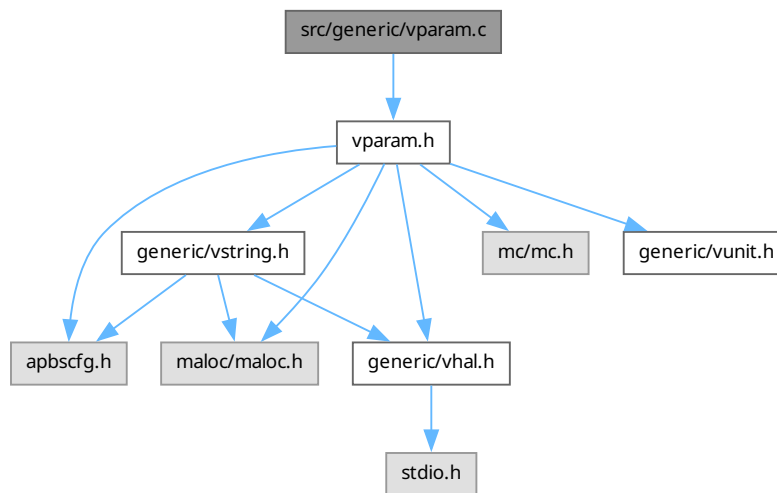 src/generic/vparam.c
vparam.h
generic/vstring.h
mc/mc.h
generic/vunit.h
apbscfg.h
maloc/maloc.h
generic/vhal.h
stdio.h